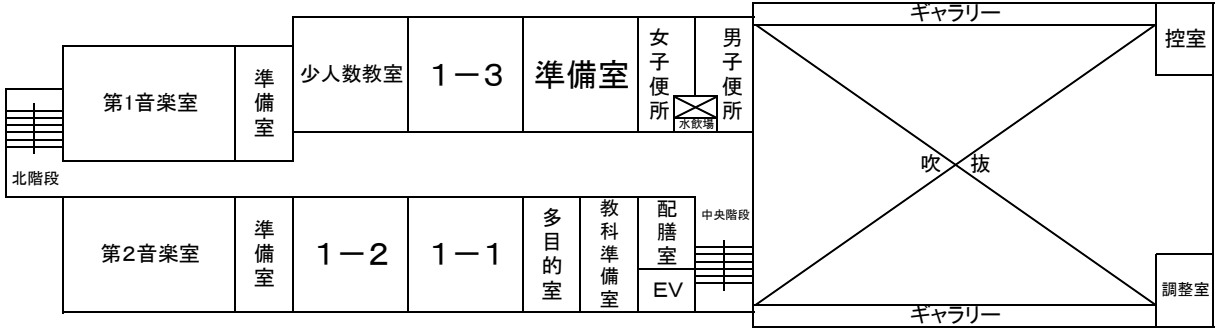 ギャラリー
控室
女子便所
男子便所
少人数教室
1－3
準備室
第1音楽室
準備室
水飲場
吹抜
北階段
中央階段
第2音楽室
準備室
1－2
1－1
多目的室
教科準備室
配膳室
EV
調整室
ギャラリー